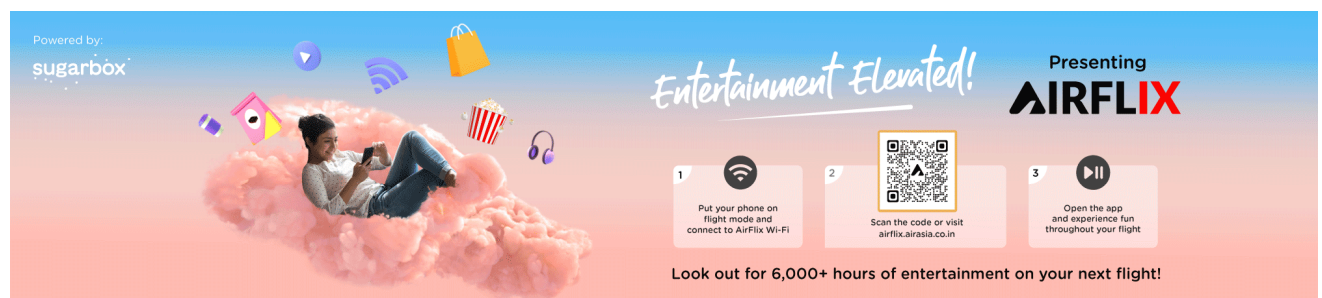 Powered by:
sugarbox
Entertainment Elevated!
Presenting
AIRFLIX
1
Put your phone on
flight mode and
connect to AirFlix Wi-Fi
2
Scan the code or visit
airflix.airasia.co.in
3
Open the app
and experience fun
throughout your flight
Look out for 6,000+ hours of entertainment on your next flight!